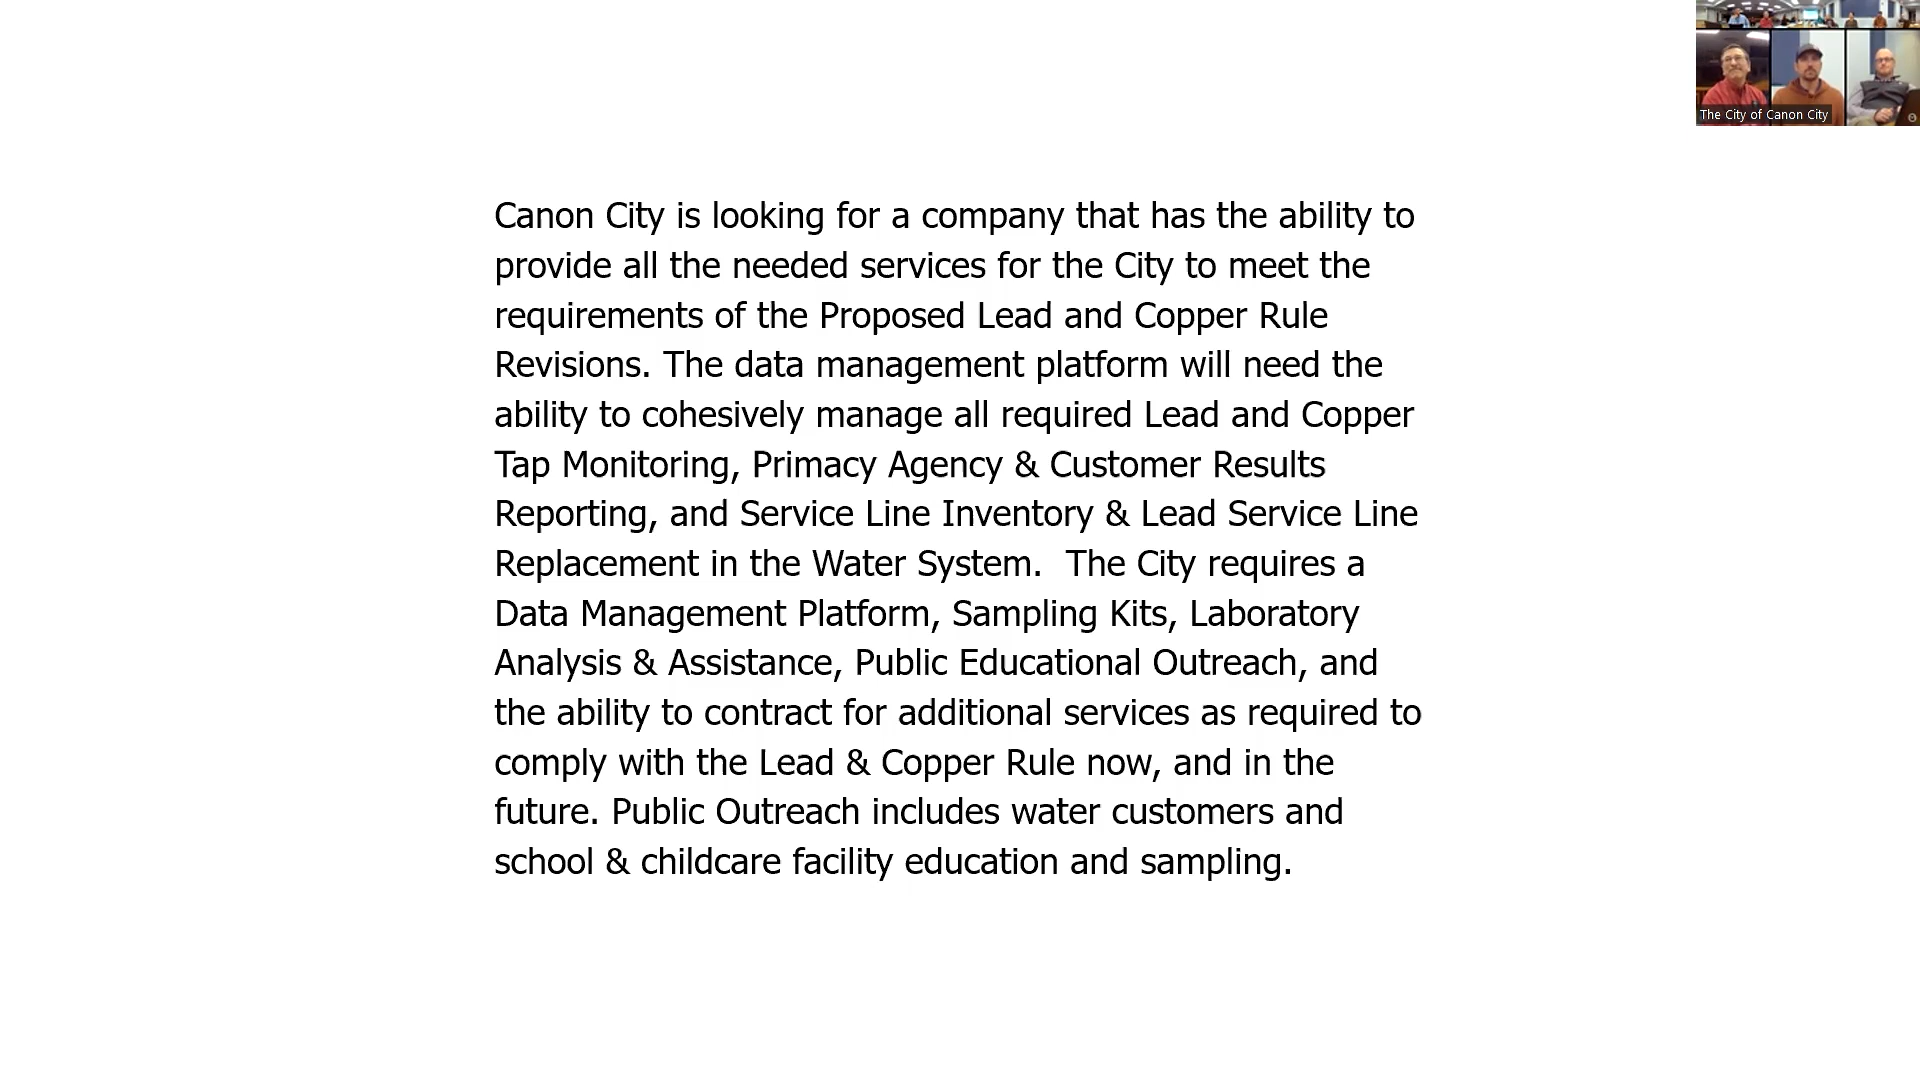 Canon City is looking for a company that has the ability to
provide all the needed services for the City to meet the
requirements of the Proposed Lead and Copper Rule
Revisions. The data management platform will need the
ability to cohesively manage all required Lead and Copper
Tap Monitoring, Primacy Agency & Customer Results
Reporting, and Service Line Inventory & Lead Service Line
Replacement in the Water System.  The City requires a
Data Management Platform, Sampling Kits, Laboratory
Analysis & Assistance, Public Educational Outreach, and
the ability to contract for additional services as required to
comply with the Lead & Copper Rule now, and in the
future. Public Outreach includes water customers and
school & childcare facility education and sampling.
The City of Canon City